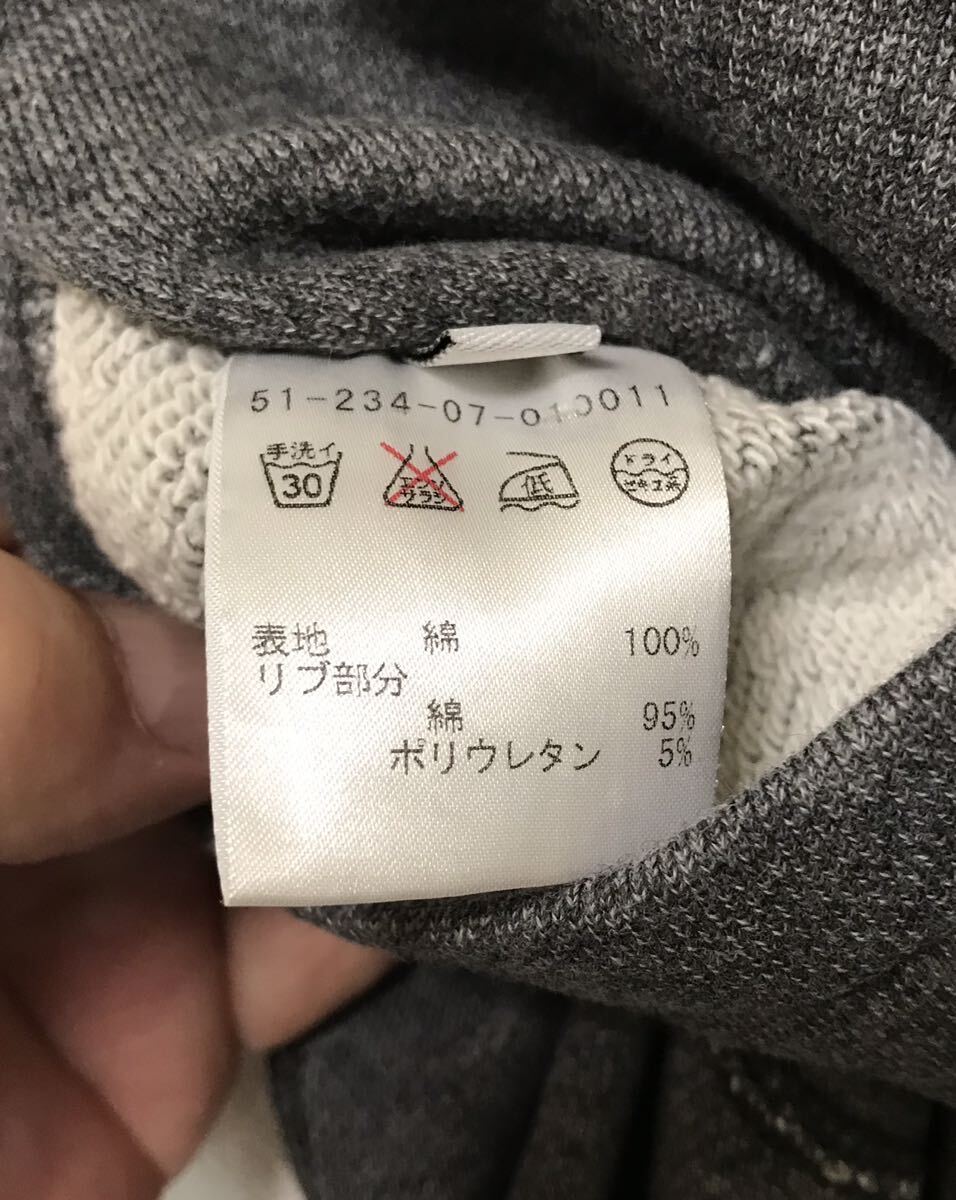 51-234-07-010011
手洗イ
30
エンソ
サラシ
低
ドライ
セキユ系
表地 綿 100%
リブ部分
綿 95%
ポリウレタン 5%